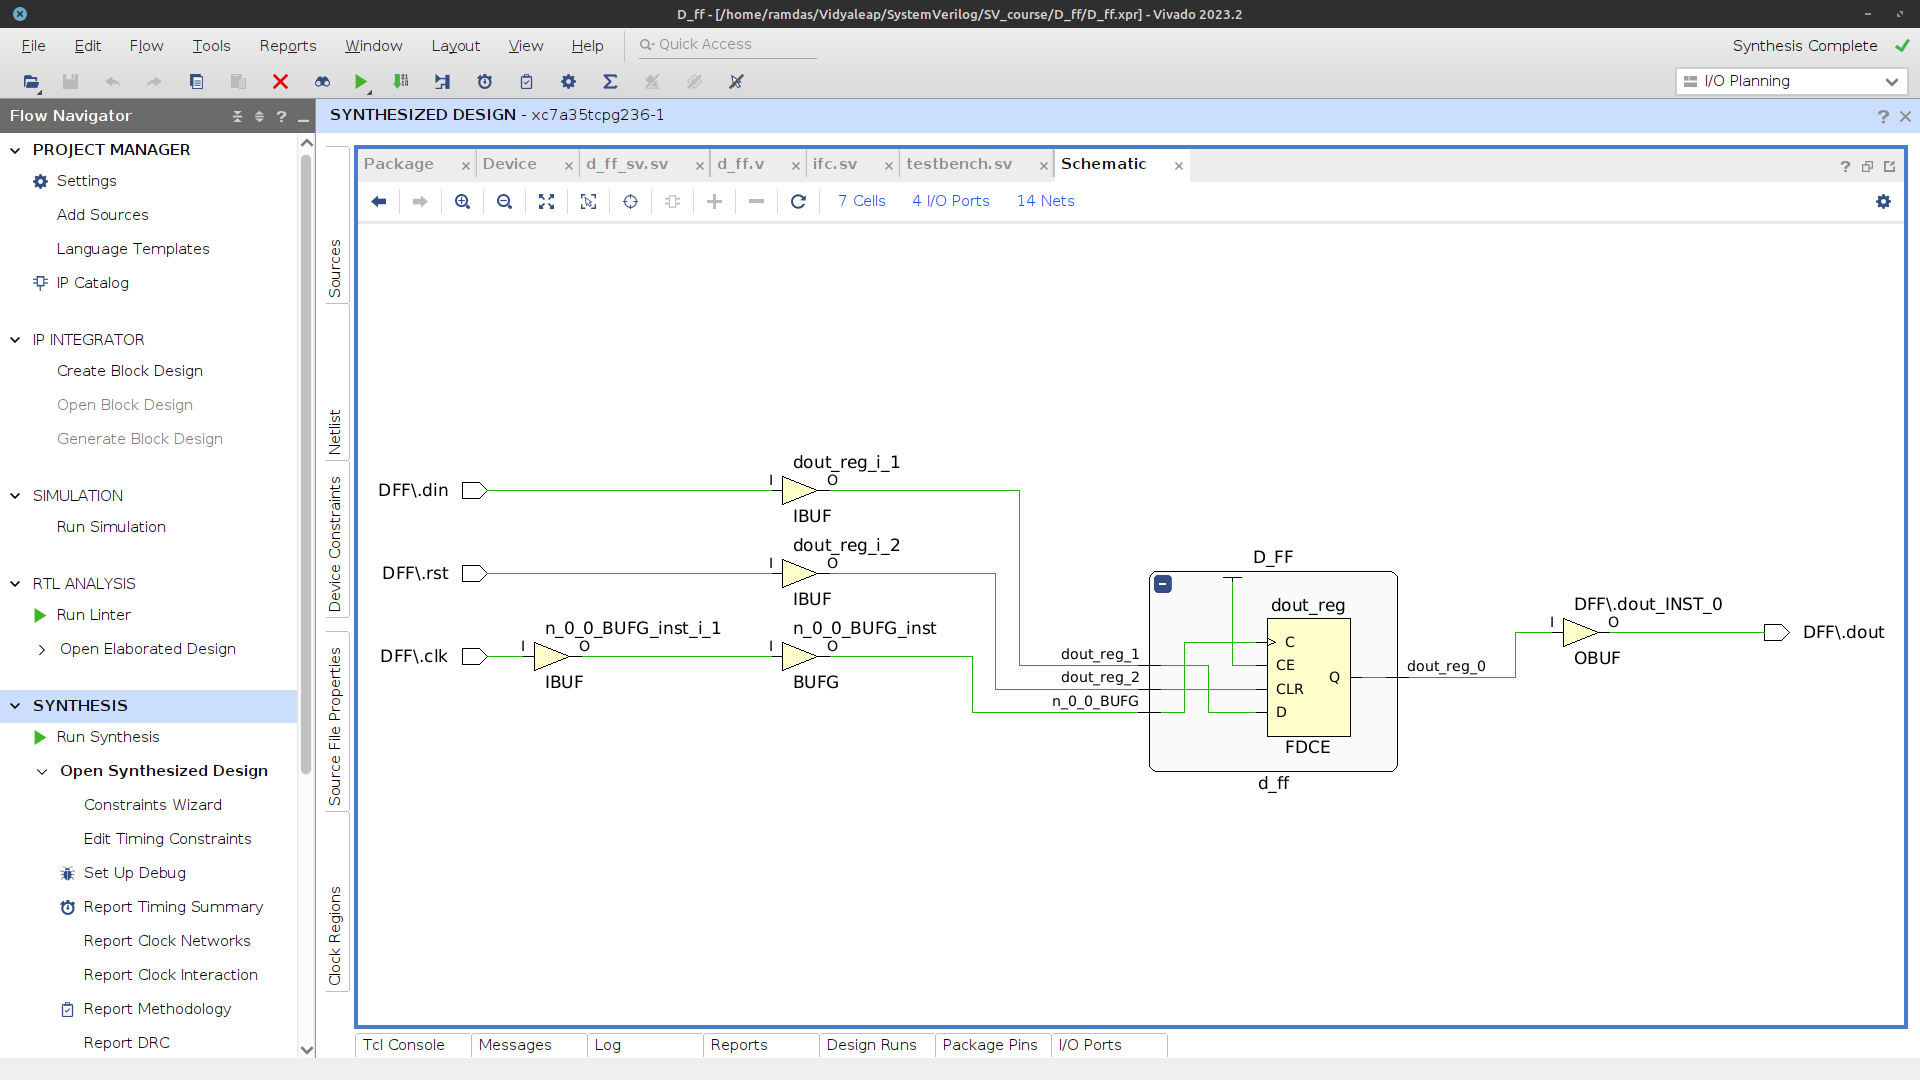 D_ff - [/home/ramdas/Vidyaleap/SystemVerilog/SV_course/D_ff/D_ff.xpr] - Vivado 2023.2
File Edit Flow Tools Reports Window Layout View Help Quick Access
Synthesis Complete
I/O Planning
Flow Navigator
?
SYNTHESIZED DESIGN - xc7a35tcpg236-1
?
PROJECT MANAGER
Settings
Add Sources
Language Templates
IP Catalog
IP INTEGRATOR
Create Block Design
Open Block Design
Generate Block Design
SIMULATION
Run Simulation
RTL ANALYSIS
Run Linter
Open Elaborated Design
SYNTHESIS
Run Synthesis
Open Synthesized Design
Constraints Wizard
Edit Timing Constraints
Set Up Debug
Report Timing Summary
Report Clock Networks
Report Clock Interaction
Report Methodology
Report DRC
Sources
Netlist
Device Constraints
Source File Properties
Clock Regions
Package Device d_ff_sv.sv d_ff.v ifc.sv testbench.sv Schematic
?
7 Cells 4 I/O Ports 14 Nets
dout_reg_i_1
DFF\.din
I O
IBUF
dout_reg_i_2
DFF\.rst
I O
IBUF
n_0_0_BUFG_inst_i_1 n_0_0_BUFG_inst
DFF\.clk
I O I O
IBUF BUFG
D_FF
dout_reg
dout_reg_1
dout_reg_2
n_0_0_BUFG
C
CE
CLR
D
Q
FDCE
d_ff
dout_reg_0
DFF\.dout_INST_0
I O
DFF\.dout
OBUF
Tcl Console Messages Log Reports Design Runs Package Pins I/O Ports